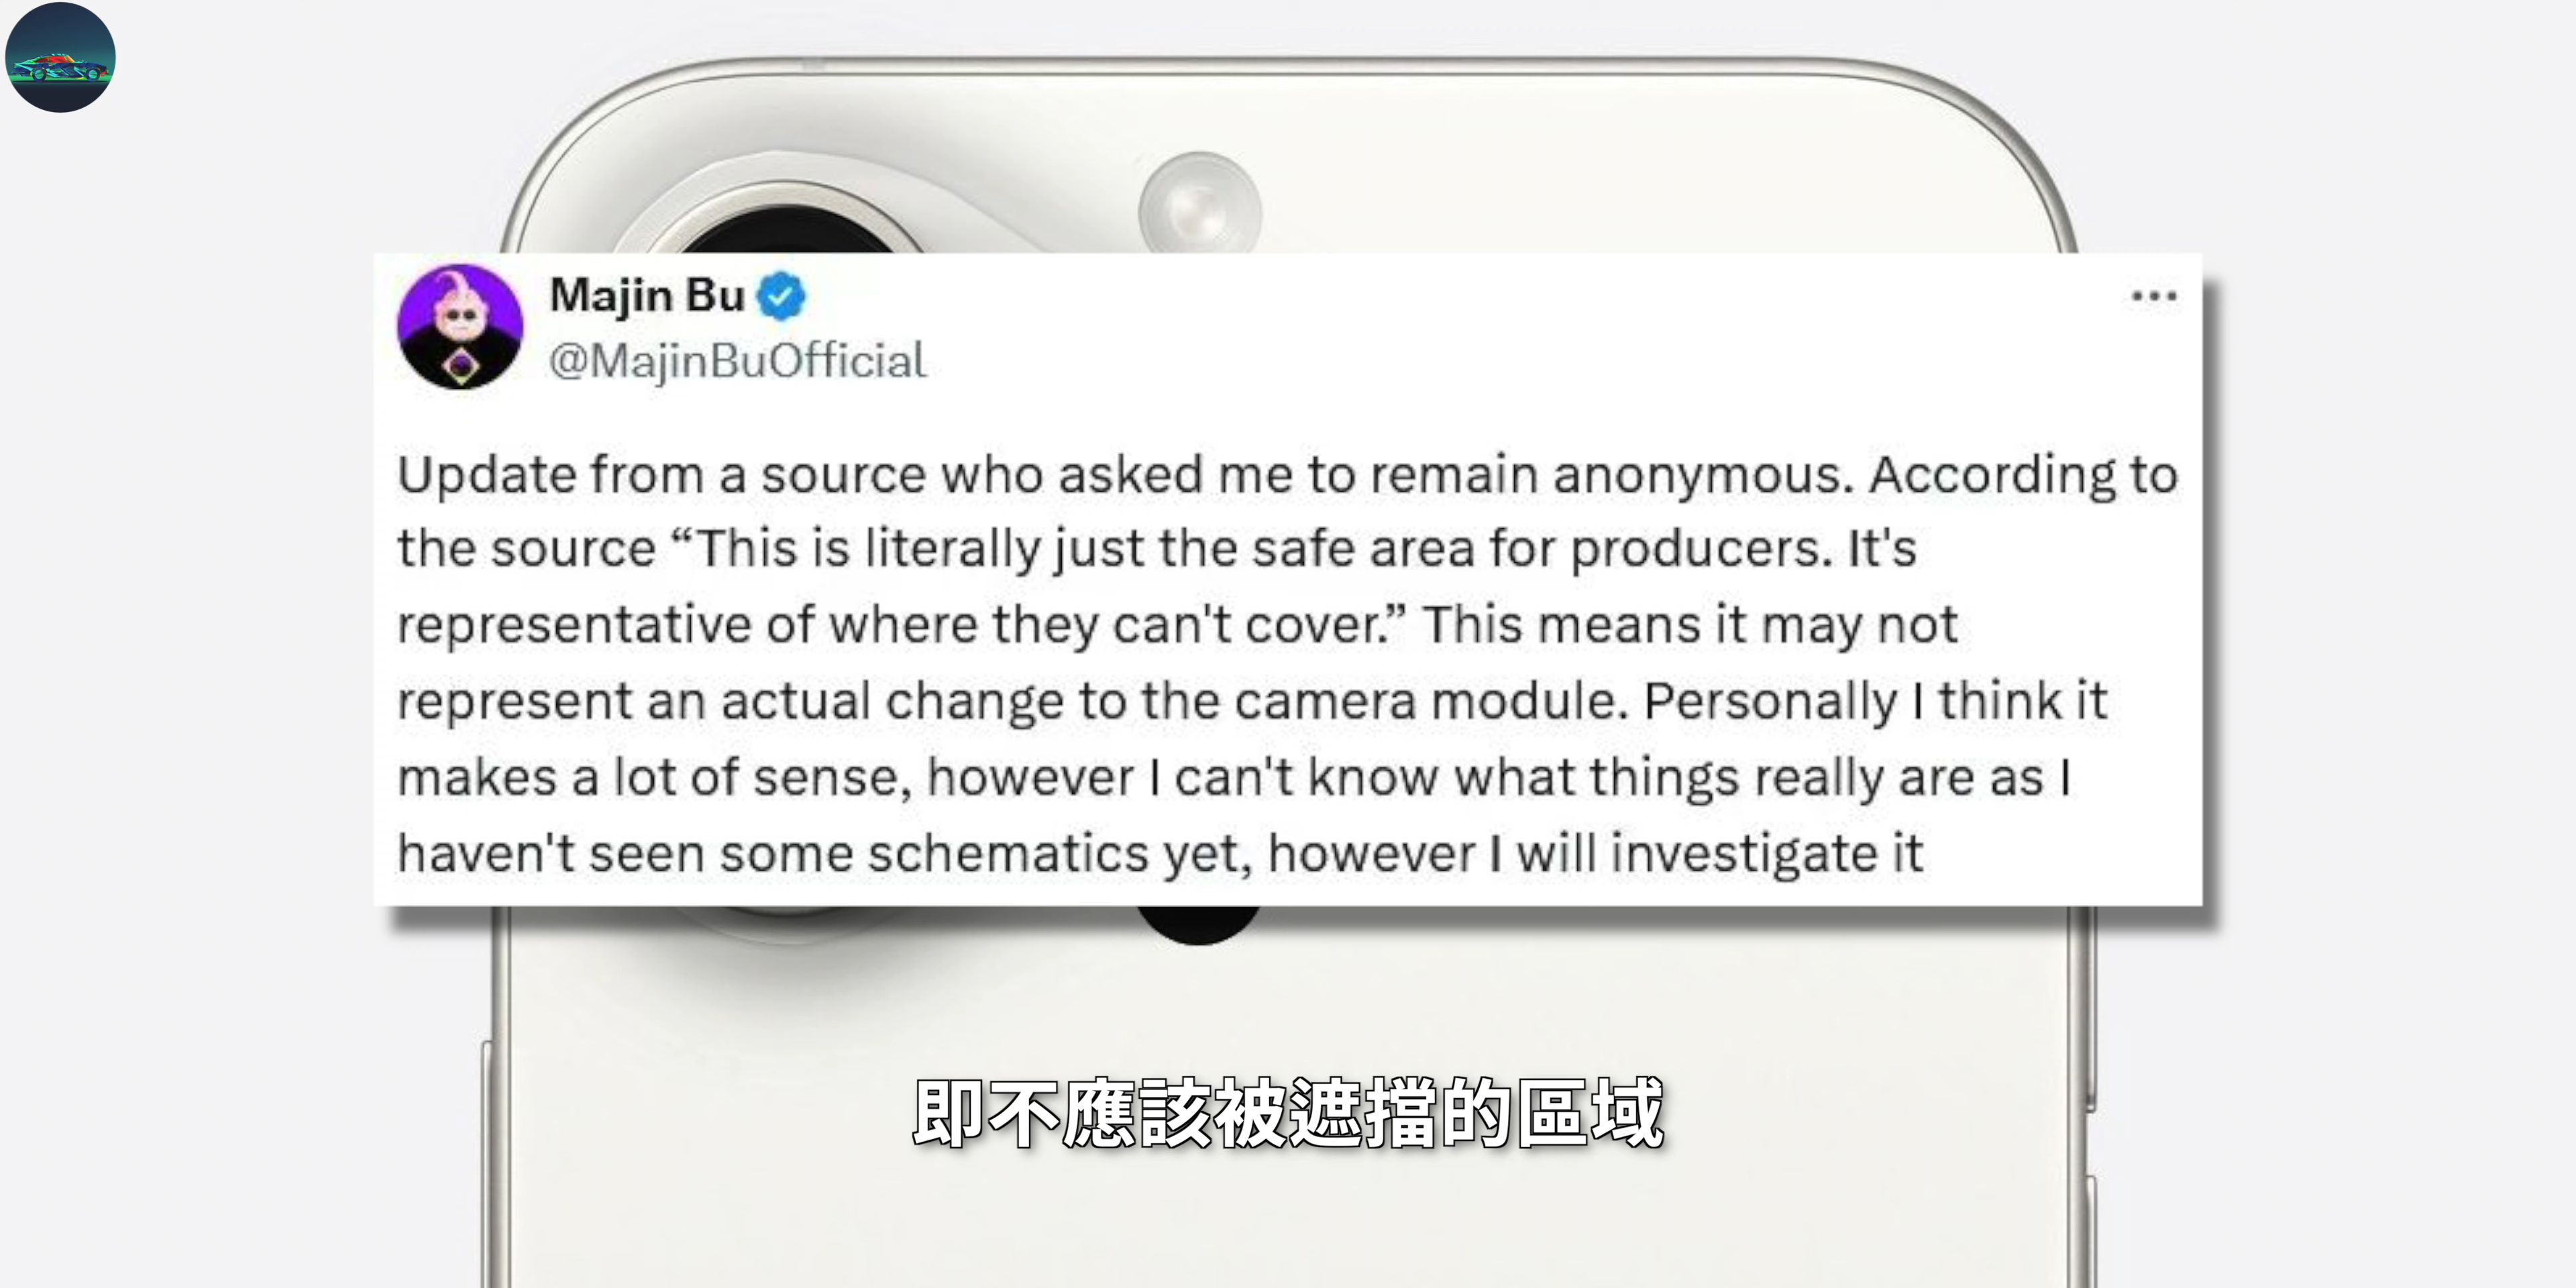 Majin Bu
@MajinBuOfficial
Update from a source who asked me to remain anonymous. According to
the source “This is literally just the safe area for producers. It's
representative of where they can't cover.” This means it may not
represent an actual change to the camera module. Personally I think it
makes a lot of sense, however I can't know what things really are as I
haven't seen some schematics yet, however I will investigate it
即不應該被遮擋的區域